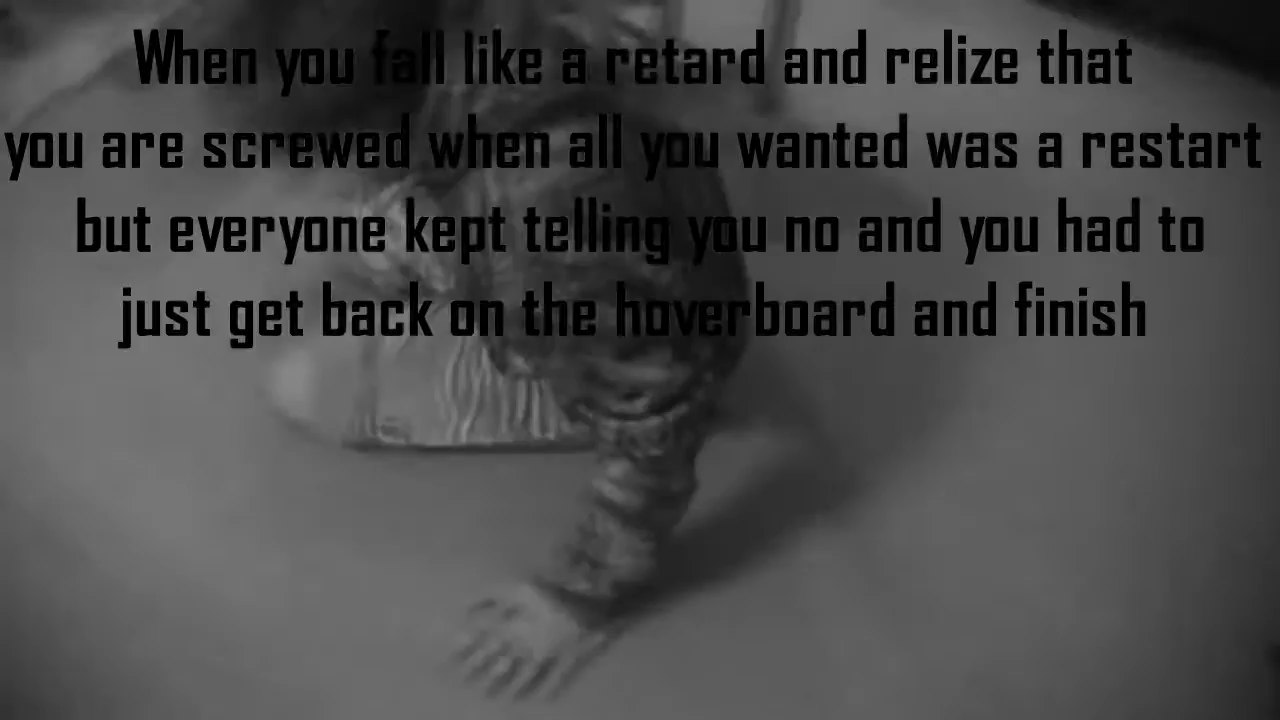 When you fall like a retard and relize that
you are screwed when all you wanted was a restart
but everyone kept telling you no and you had to
just get back on the hoverboard and finish